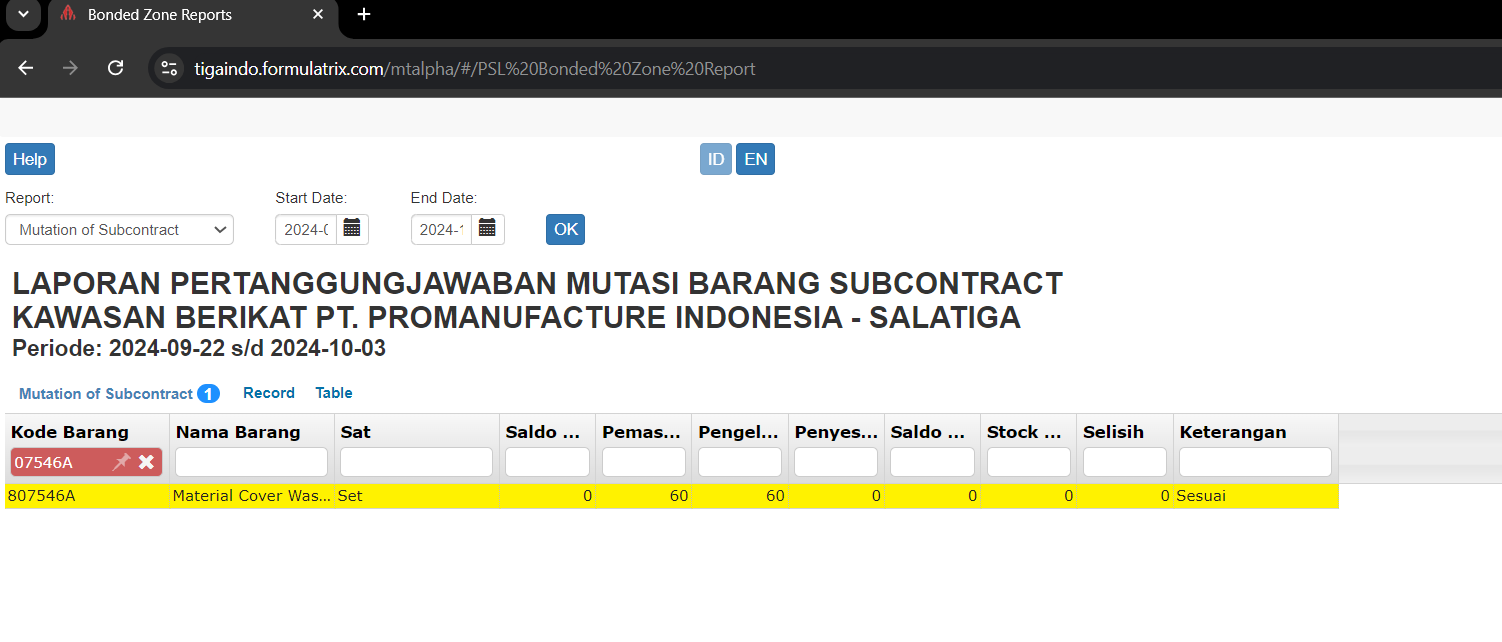 Bonded Zone Reports
tigaindo.formulatrix.com/mtalpha/#/PSL%20Bonded%20Zone%20Report
Help ID EN
Report: Start Date: End Date:
Mutation of Subcontract 2024-0 2024-1 OK
LAPORAN PERTANGGUNGJAWABAN MUTASI BARANG SUBCONTRACT
KAWASAN BERIKAT PT. PROMANUFACTURE INDONESIA - SALATIGA
Periode: 2024-09-22 s/d 2024-10-03
Mutation of Subcontract 1 Record Table
Kode Barang Nama Barang Sat Saldo ... Pemas... Pengel... Penyes... Saldo ... Stock ... Selisih Keterangan
07546A
807546A Material Cover Was... Set 0 60 60 0 0 0 0 Sesuai